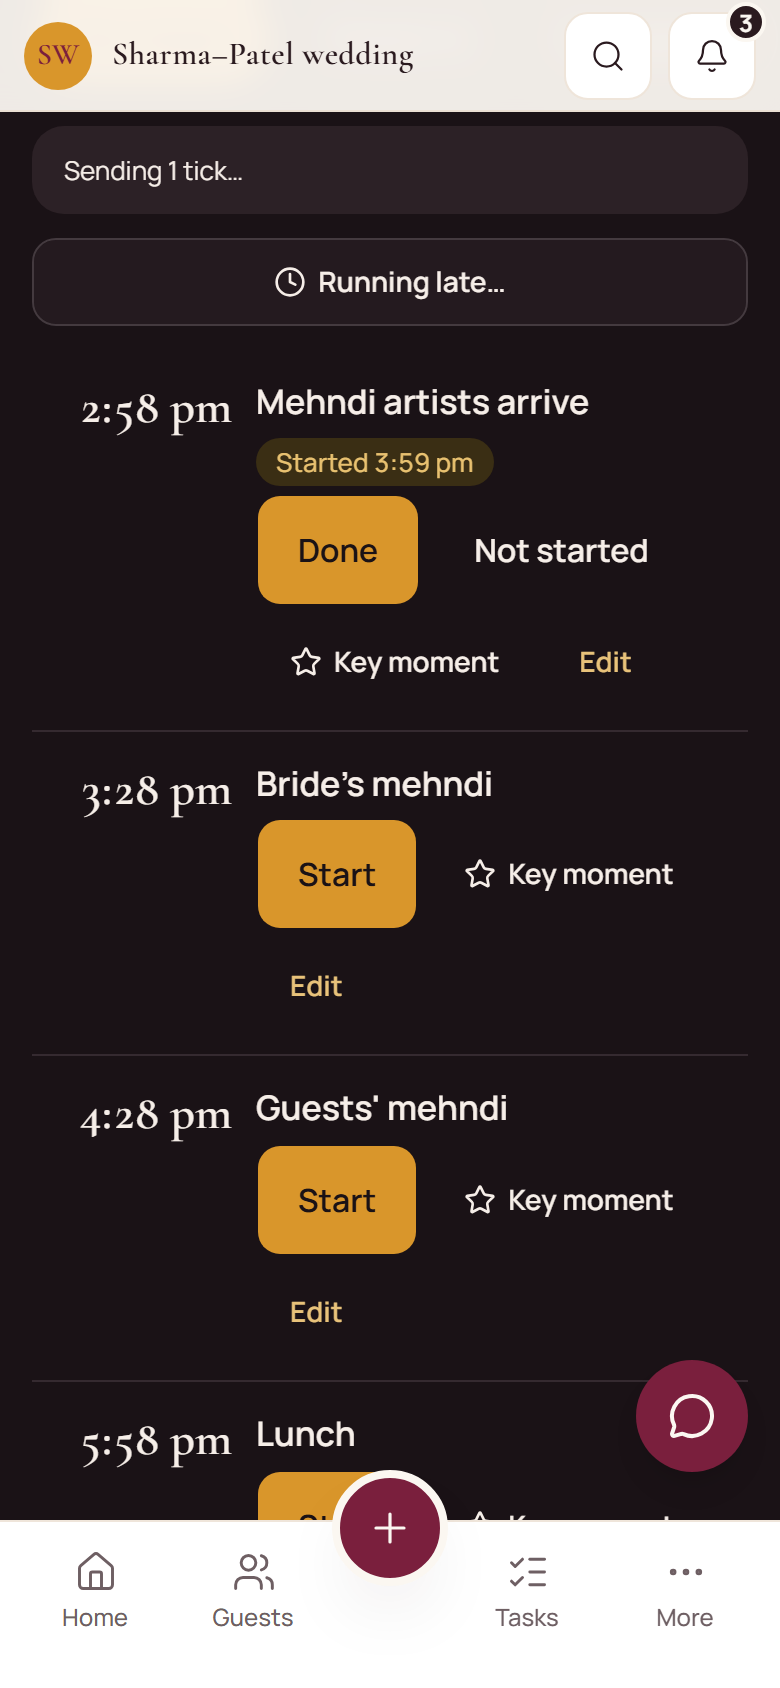 SW
Sharma–Patel wedding
3
Sending 1 tick…
Running late…
2:58 pm
Mehndi artists arrive
Started 3:59 pm
Done
Not started
Key moment
Edit
3:28 pm
Bride’s mehndi
Start
Key moment
Edit
4:28 pm
Guests' mehndi
Start
Key moment
Edit
5:58 pm
Lunch
Home
Guests
Tasks
More